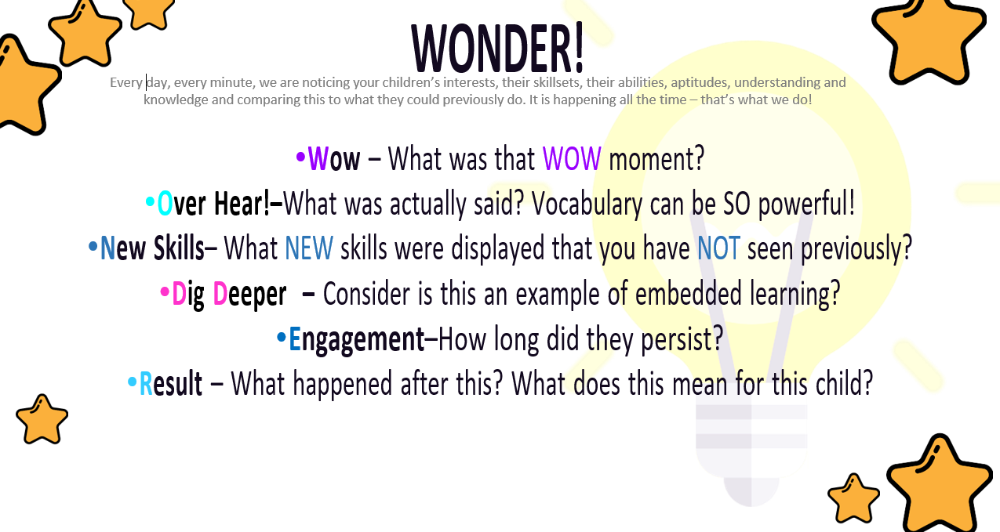 WONDER!
Every day, every minute, we are noticing your children’s interests, their skillsets, their abilities, aptitudes, understanding and
knowledge and comparing this to what they could previously do. It is happening all the time – that’s what we do!
•Wow – What was that WOW moment?
•Over Hear!–What was actually said? Vocabulary can be SO powerful!
•New Skills– What NEW skills were displayed that you have NOT seen previously?
•Dig Deeper – Consider is this an example of embedded learning?
•Engagement–How long did they persist?
•Result – What happened after this? What does this mean for this child?